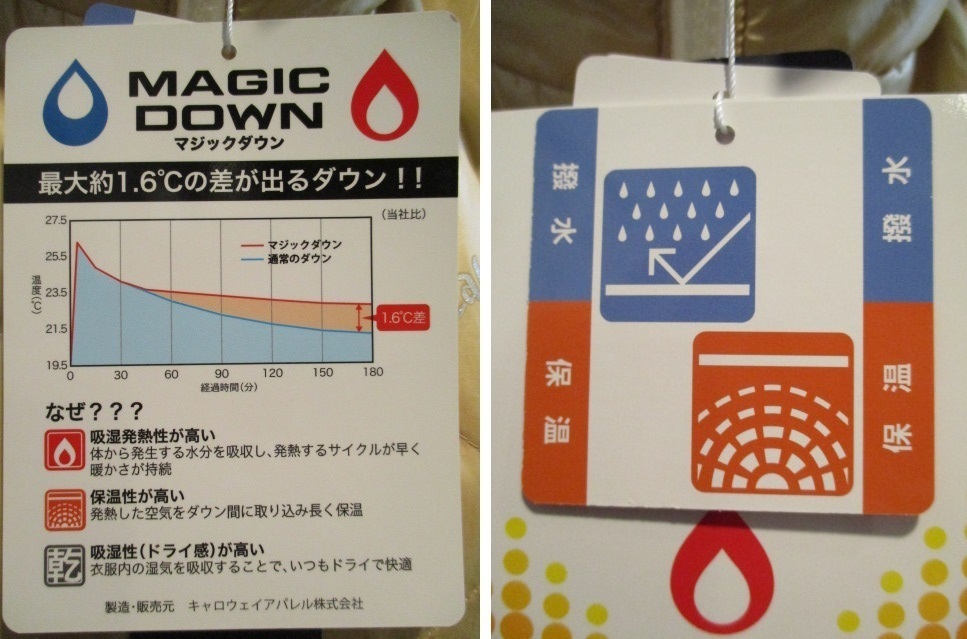 MAGIC
DOWN
マジックダウン
最大約1.6℃の差が出るダウン！！
（当社比）
27.5
25.5
23.5
21.5
19.5
温度（℃）
マジックダウン
通常のダウン
1.6℃差
0 30 60 90 120 150 180
経過時間（分）
なぜ？？？
吸湿発熱性が高い
体から発生する水分を吸収し、発熱するサイクルが早く
暖かさが持続
保温性が高い
発熱した空気をダウン間に取り込み長く保温
乾
吸湿性（ドライ感）が高い
衣服内の湿気を吸収することで、いつもドライで快適
製造・販売元 キャロウェイアパレル株式会社
撥水
保温
撥水
保温